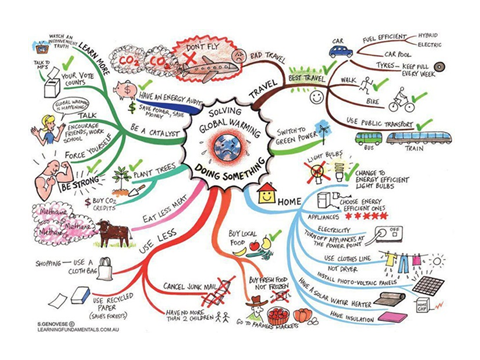 SOLVING
GLOBAL WARMING
DOING SOMETHING
WATCH AN
INCONVENIENT
TRUTH
LEARN MORE
TALK TO
MP'S
YOUR VOTE
COUNTS
GLOBAL WARMING
IS HAPPENING
TALK
ENCOURAGE
FRIENDS, WORK
SCHOOL
FORCE YOURSELF
BE STRONG
BE A CATALYST
HAVE AN ENERGY AUDIT
$ SAVE POWER, SAVE
MONEY
CO2
CO2
DON'T FLY
BAD TRAVEL
TRAVEL
BEST TRAVEL
CAR
FUEL EFFICIENT
HYBRID
ELECTRIC
CAR POOL
TYRES - KEEP FULL
EVERY WEEK.
WALK
BIKE
USE PUBLIC TRANSPORT
BUS
TRAIN
SWITCH TO
GREEN POWER
LIGHT
BULBS
CHANGE TO
ENERGY EFFICIENT
LIGHT BULBS
HOME
CHOOSE ENERGY
EFFICIENT ONES
APPLIANCES
ELECTRICITY
TURN OFF APPLIANCES AT
THE POWER POINT
OFF
USE CLOTHS LINE
NOT DRYER
INSTALL PHOTO-VOLTAIC PANELS
HAVE A SOLAR WATER HEATER
HAVE INSULATION
PLANT TREES
$ BUY CO2
CREDITS
EAT LESS MEAT
Methane
Methane
USE LESS
SHOPPING - USE A
CLOTH BAG
USE RECYCLED
PAPER
(SAVES FORESTS)
CANCEL JUNK MAIL
HAVE NO MORE
THAN 2 CHILDREN
BUY LOCAL
FOOD
BUY FRESH FOOD
NOT FROZEN
GO TO FARMERS MARKETS
B.GENOVESE ©
LEARNINGFUNDAMENTALS.COM.AU